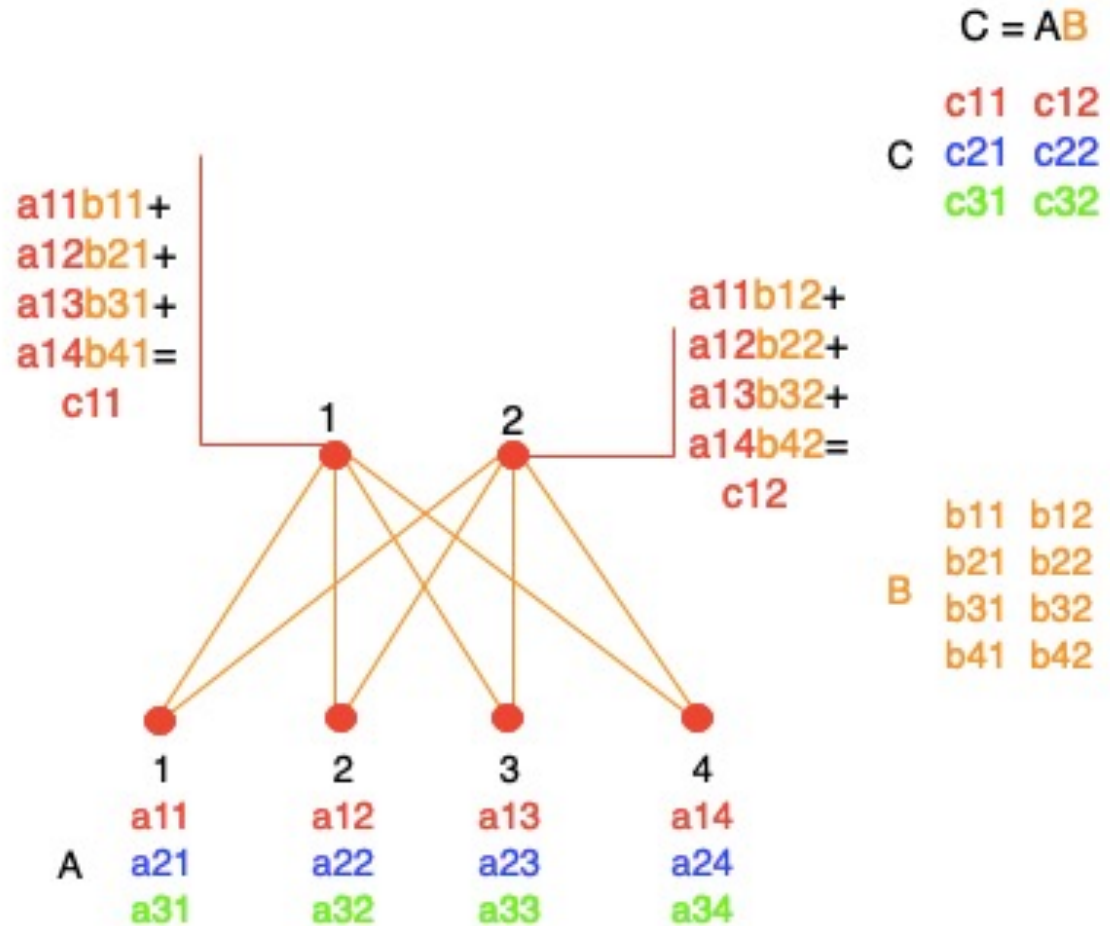 C = AB
c11 c12
C c21 c22
c31 c32
a11b11+
a12b21+
a13b31+
a14b41=
c11
a11b12+
a12b22+
a13b32+
a14b42=
c12
1 2
b11 b12
b21 b22
B
b31 b32
b41 b42
1 2 3 4
a11 a12 a13 a14
A a21 a22 a23 a24
a31 a32 a33 a34